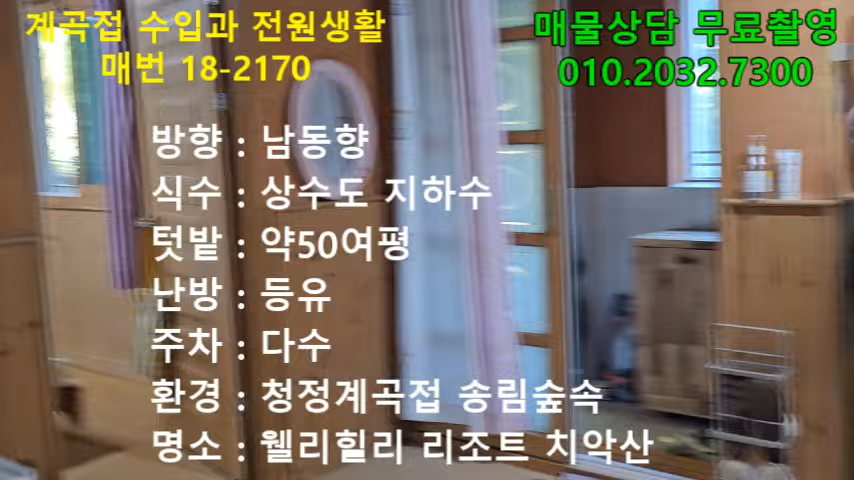 계곡접 수입과 전원생활
매번 18-2170
매물상담 무료촬영
010.2032.7300
방향 : 남동향
식수 : 상수도 지하수
텃밭 : 약50여평
난방 : 등유
주차 : 다수
환경 : 청정계곡접 송림숲속
명소 : 웰리힐리 리조트 치악산